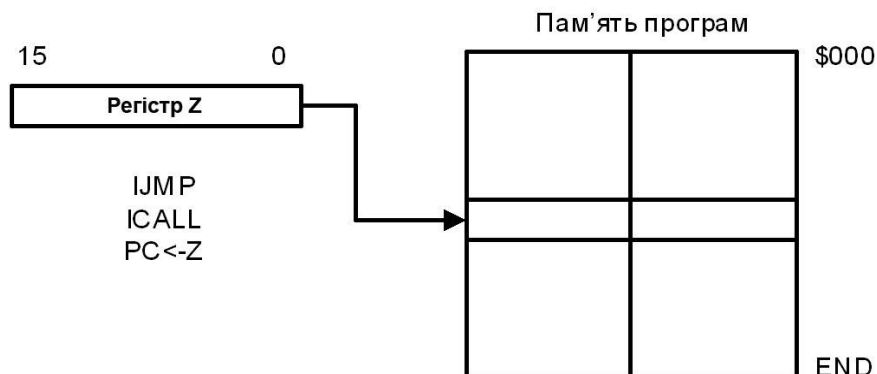 Пам’ять програм
15 0 $000
Регістр Z
IJMP
ICALL
PC<-Z
END